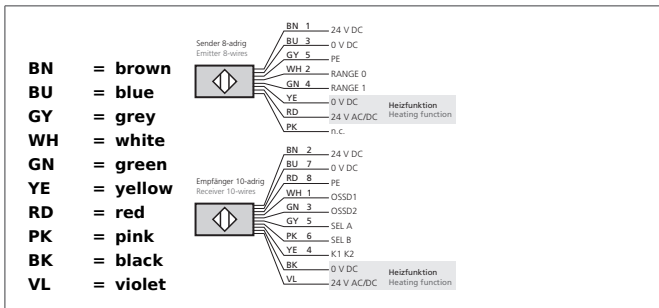 BN = brown
BU = blue
GY = grey
WH = white
GN = green
YE = yellow
RD = red
PK = pink
BK = black
VL = violet
Sender 8-adrig
Emitter 8-wires
BN 1 24 V DC
BU 3 0 V DC
GY 5 PE
WH 2 RANGE 0
GN 4 RANGE 1
YE 0 V DC
RD 24 V AC/DC
Heizfunktion
Heating function
PK n.c.
Empfänger 10-adrig
Receiver 10-wires
BN 2 24 V DC
BU 7 0 V DC
RD 8 PE
WH 1 OSSD1
GN 3 OSSD2
GY 5 SEL A
PK 6 SEL B
YE 4 K1 K2
BK 0 V DC
VL 24 V AC/DC
Heizfunktion
Heating function